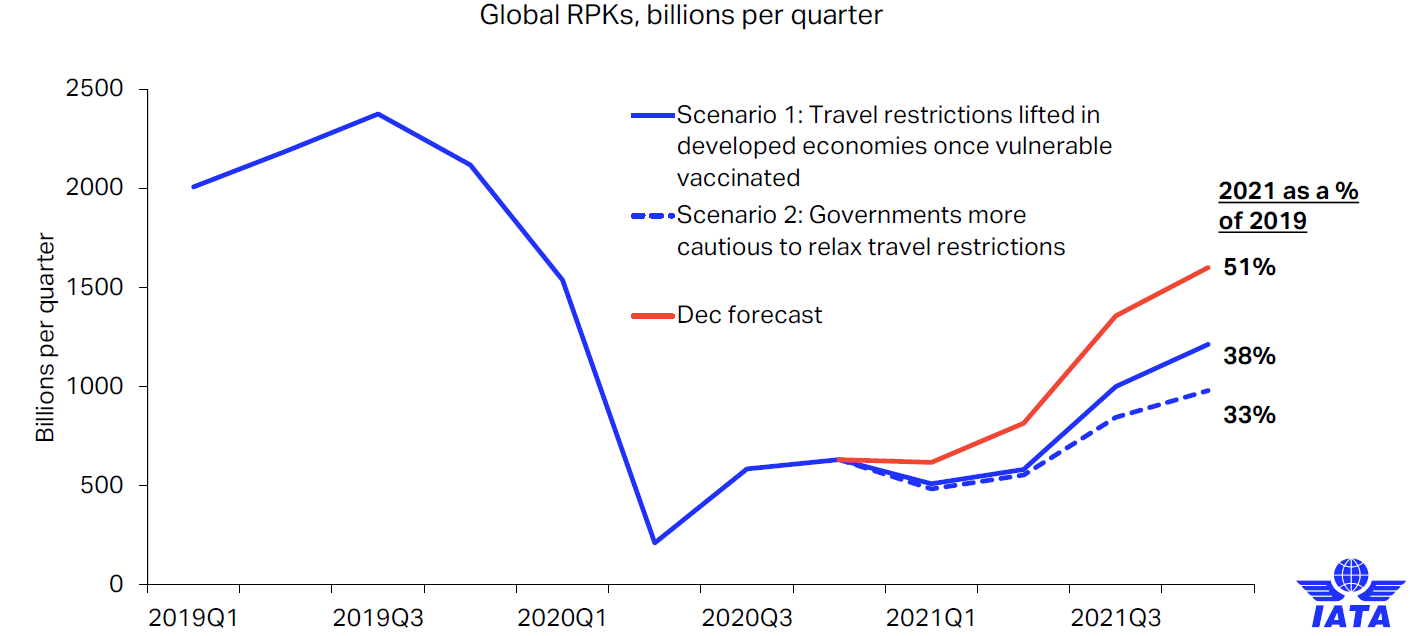 Global RPKs, billions per quarter
Billions per quarter
2500
2000
1500
1000
500
0
Scenario 1: Travel restrictions lifted in
developed economies once vulnerable
vaccinated
Scenario 2: Governments more
cautious to relax travel restrictions
Dec forecast
2021 as a %
of 2019
51%
38%
33%
2019Q1
2019Q3
2020Q1
2020Q3
2021Q1
2021Q3
IATA